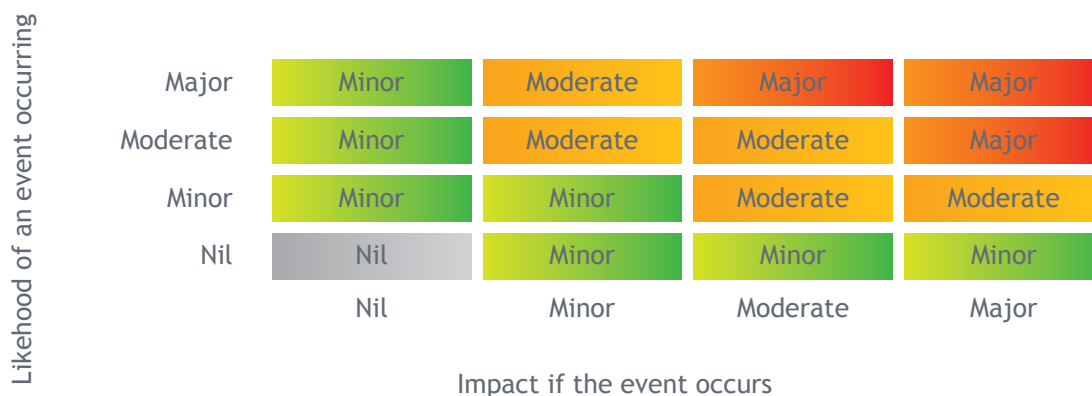 Likehood of an event occurring
Major Minor Moderate Major Major
Moderate Minor Moderate Moderate Major
Minor Minor Minor Moderate Moderate
Nil Nil Minor Minor Minor
Nil Minor Moderate Major
Impact if the event occurs